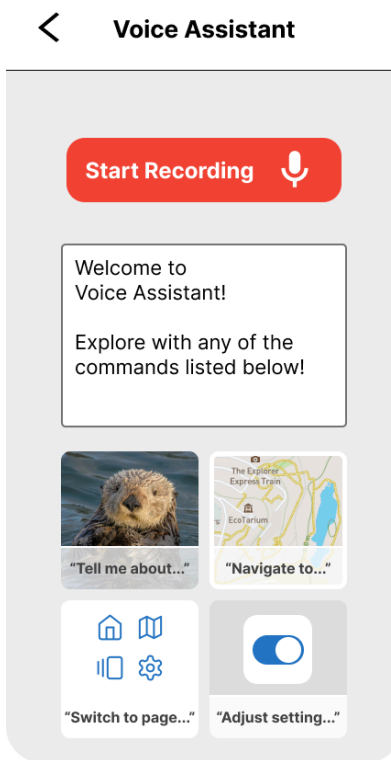 Voice Assistant
Start Recording
Welcome to
Voice Assistant!
Explore with any of the
commands listed below!
The Explorer
Express Train
EcoTarium
“Tell me about...”
“Navigate to...”
“Switch to page...”
“Adjust setting...”